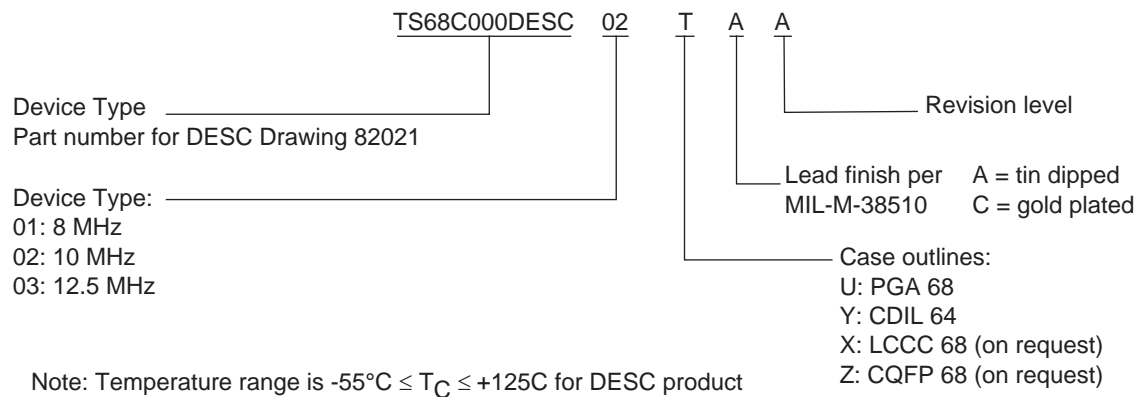 TS68C000DESC 02 T A A
Device Type
Part number for DESC Drawing 82021
Revision level
Lead finish per A = tin dipped
MIL-M-38510 C = gold plated
Device Type:
01: 8 MHz
02: 10 MHz
03: 12.5 MHz
Case outlines:
U: PGA 68
Y: CDIL 64
X: LCCC 68 (on request)
Z: CQFP 68 (on request)
Note: Temperature range is -55°C ≤ TC ≤ +125C for DESC product